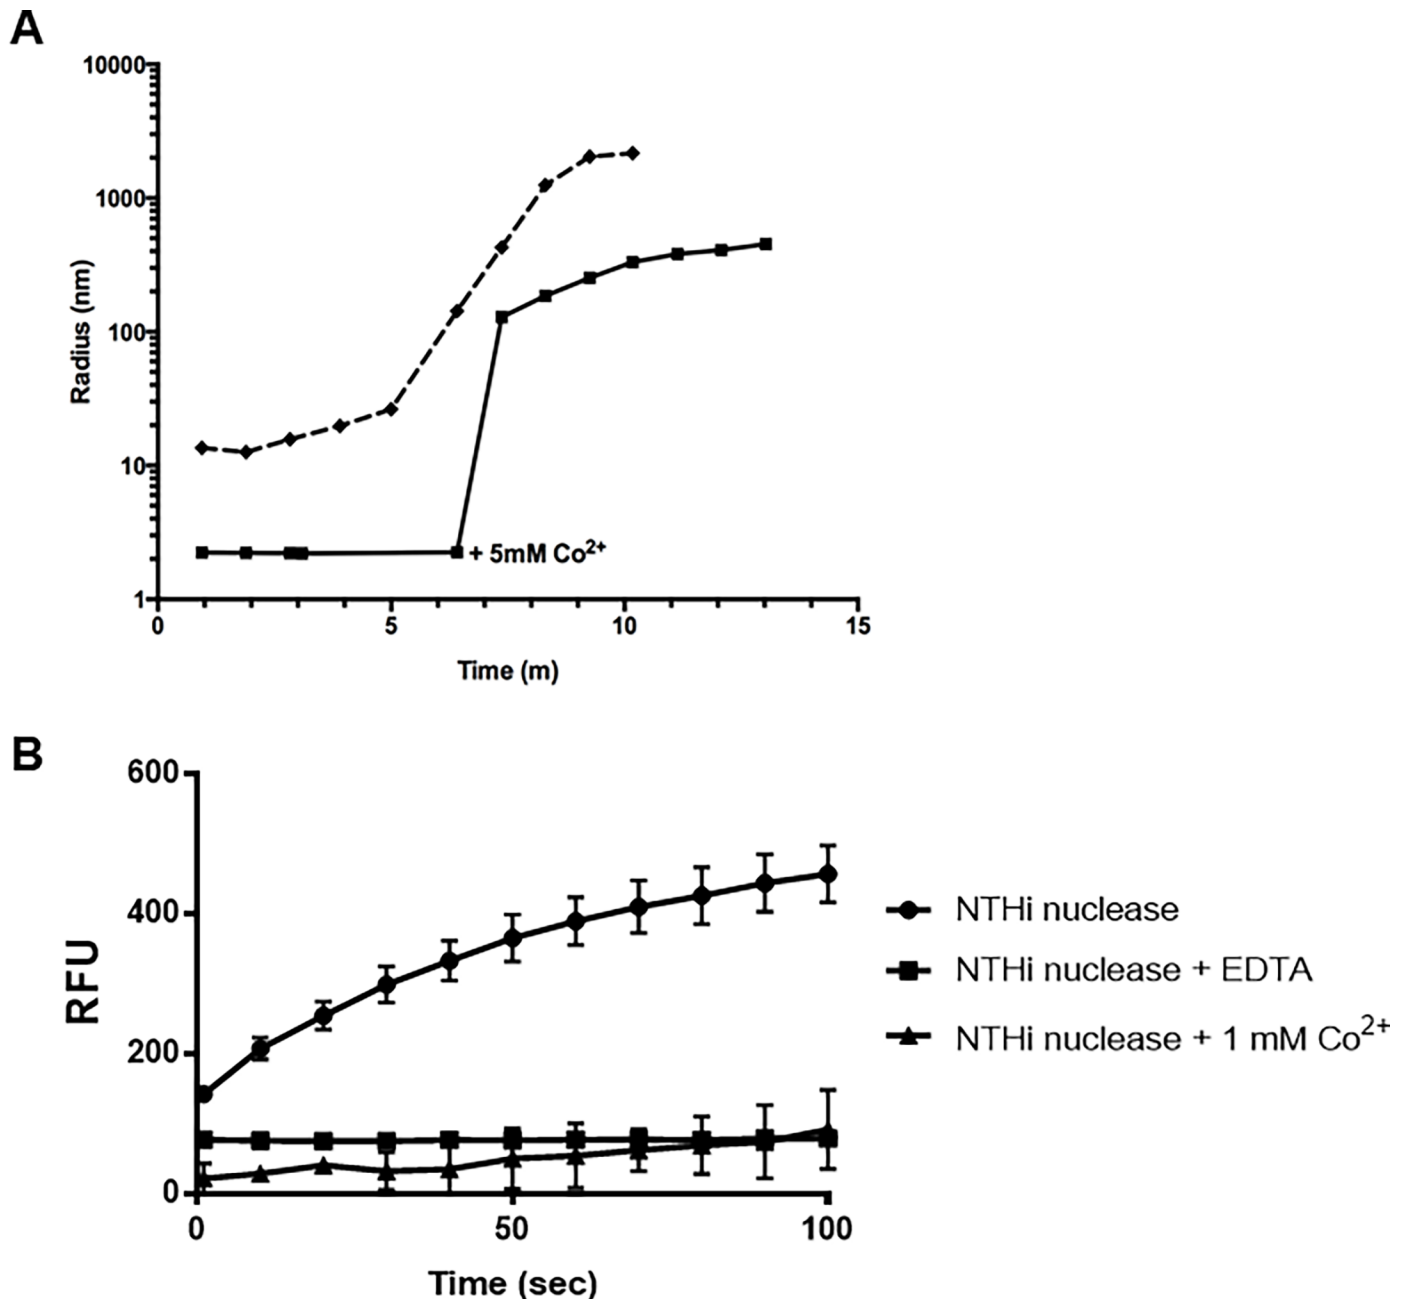 A
10000
1000
100
10
1
Radius (nm)
+ 5mM Co2+
0 5 10 15
Time (m)
B
600
400
200
0
RFU
0 50 100
Time (sec)
NTHi nuclease
NTHi nuclease + EDTA
NTHi nuclease + 1 mM Co2+